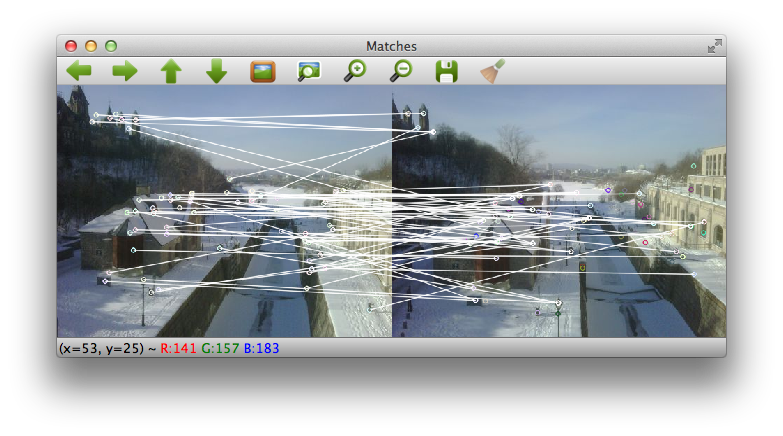 Matches
(x=53, y=25) ~ R:141 G:157 B:183